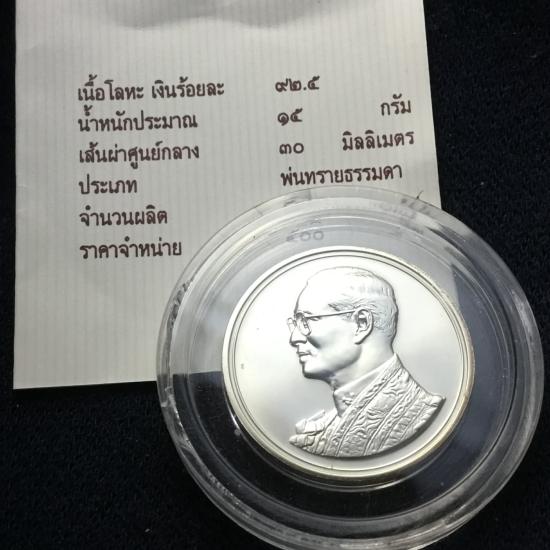 เนื้อโลหะ เงินร้อยละ ๙๒.๕
น้ำหนักประมาณ ๑๕ กรัม
เส้นผ่าศูนย์กลาง ๓๐ มิลลิเมตร
ประเภท พ่นทรายธรรมดา
จำนวนผลิต
ราคาจำหน่าย